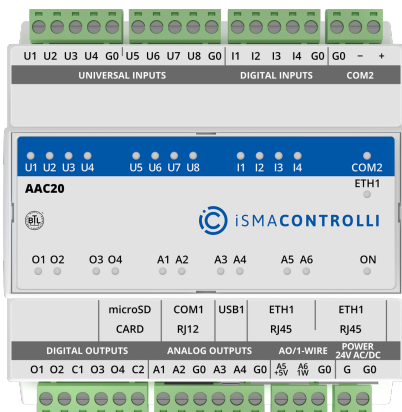 U1 U2 U3 U4 G0 U5 U6 U7 U8 G0 I1 I2 I3 I4 G0 G0 − +
UNIVERSAL INPUTS DIGITAL INPUTS COM2
U1 U2 U3 U4 U5 U6 U7 U8 I1 I2 I3 I4 COM2
AAC20 ETH1
BTL iSMACONTROLLI
O1 O2 O3 O4 A1 A2 A3 A4 A5 A6 ON
microSD COM1 USB1 ETH1 ETH1
CARD RJ12 RJ45 RJ45
DIGITAL OUTPUTS ANALOG OUTPUTS AO/1-WIRE POWER
24V AC/DC
O1 O2 C1 O3 O4 C2 A1 A2 G0 A3 A4 G0 A5 A6 G0 G G0
+5V 1W